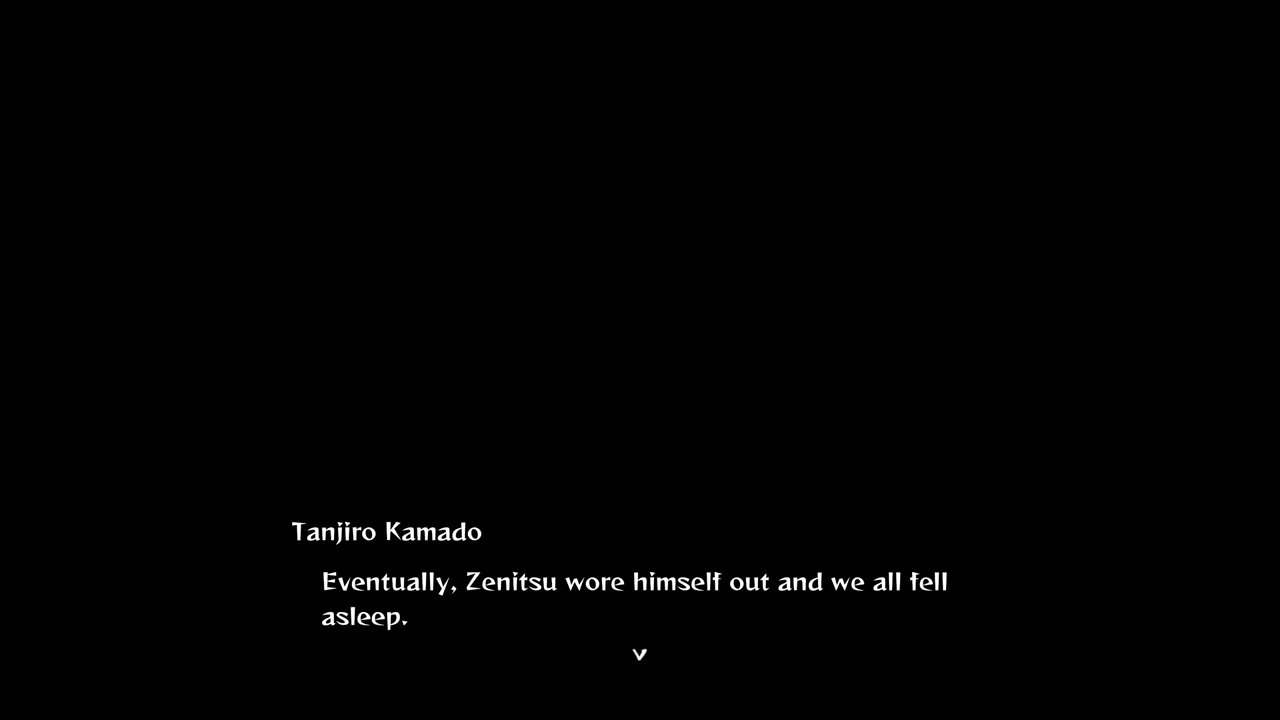 Tanjiro Kamado
Eventually, Zenitsu wore himself out and we all fell
asleep.